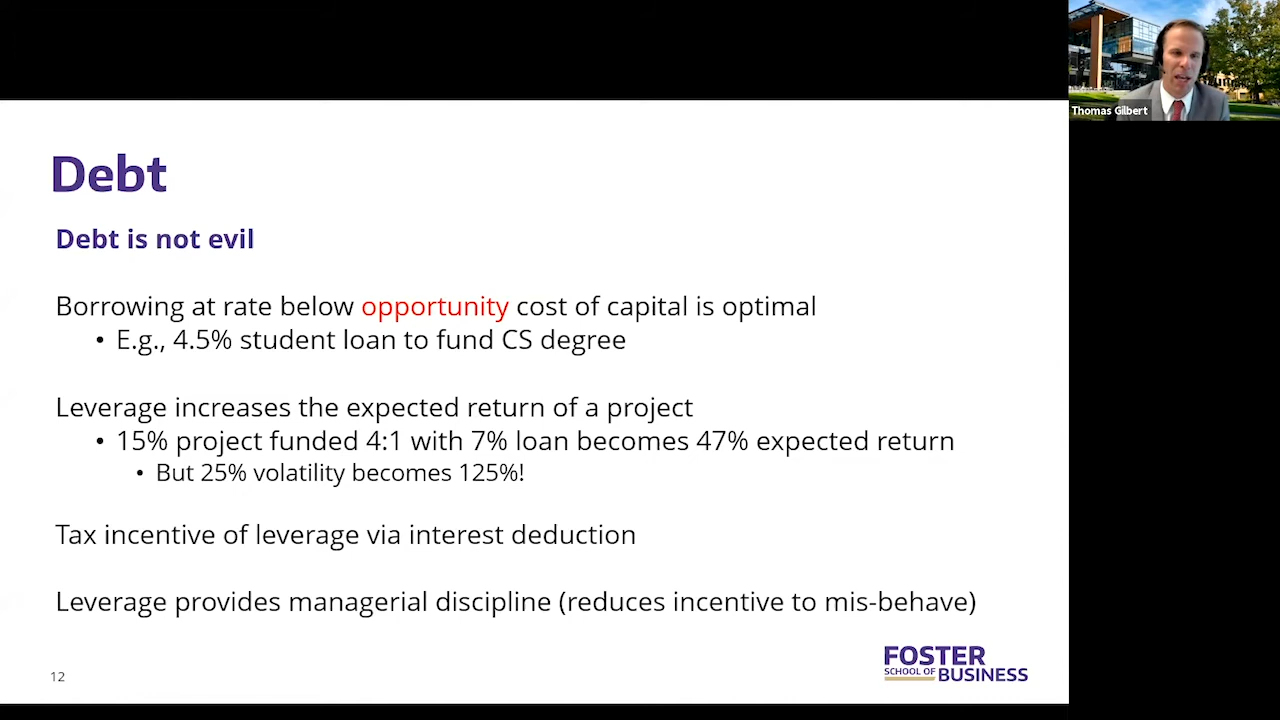 Thomas Gilbert
Debt
Debt is not evil
Borrowing at rate below opportunity cost of capital is optimal
• E.g., 4.5% student loan to fund CS degree
Leverage increases the expected return of a project
• 15% project funded 4:1 with 7% loan becomes 47% expected return
• But 25% volatility becomes 125%!
Tax incentive of leverage via interest deduction
Leverage provides managerial discipline (reduces incentive to mis-behave)
12
FOSTER
SCHOOL OF BUSINESS